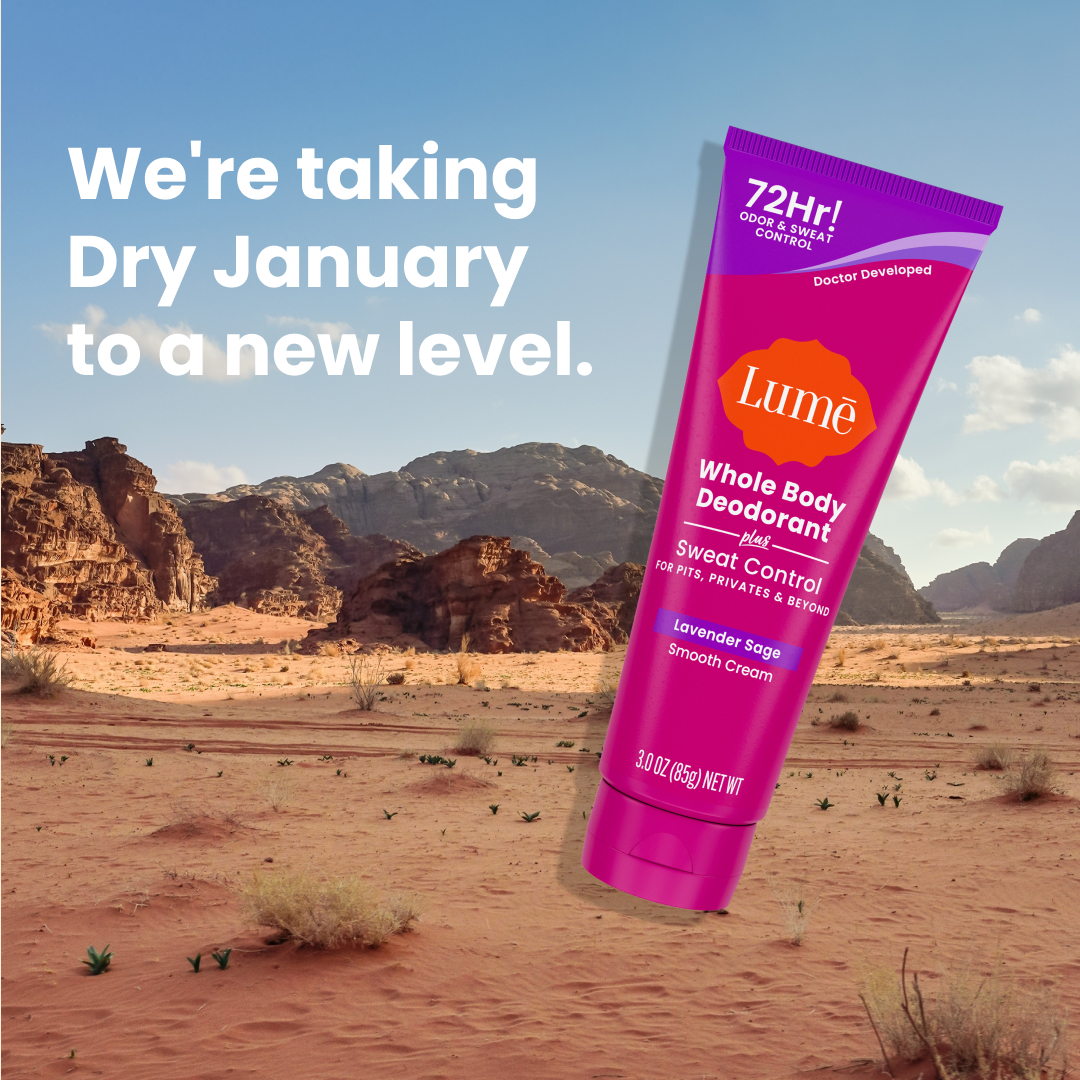 We're taking
Dry January
to a new level.
72Hr!
ODOR & SWEAT
CONTROL
Doctor Developed
Lumē
Whole Body
Deodorant
plus
Sweat Control
FOR PITS, PRIVATES & BEYOND
Lavender Sage
Smooth Cream
3.0 OZ (85g) NET WT